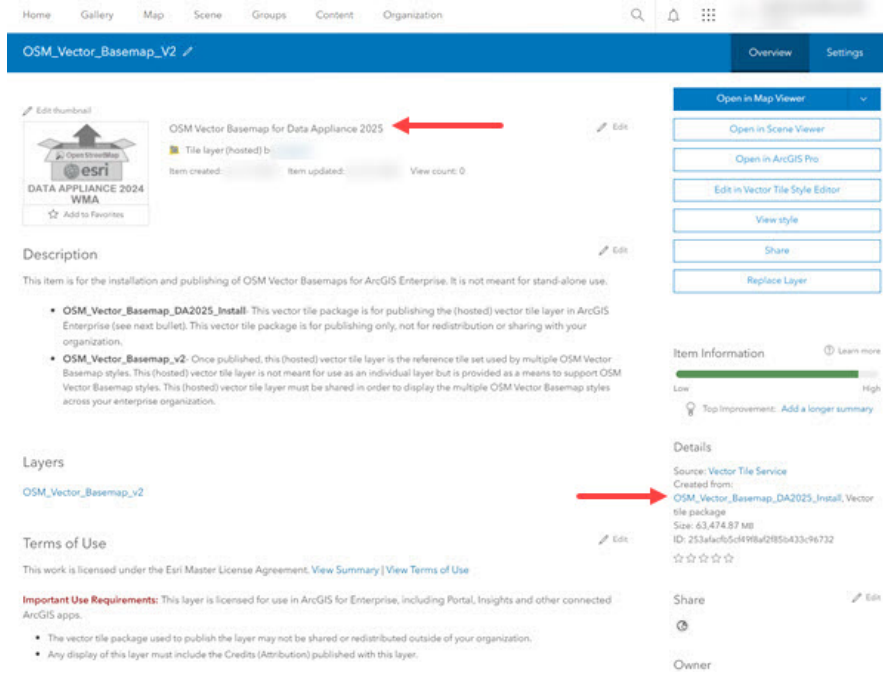 Home Gallery Map Scene Groups Content Organization
OSM_Vector_Basemap_V2
Overview Settings
Edit thumbnail
OpenStreetMap
esri
DATA APPLIANCE 2024
WMA
Add to Favorites
OSM Vector Basemap for Data Appliance 2025
Edit
Tile layer (hosted) b
Item created: Item updated: View count: 0
Open in Map Viewer
Open in Scene Viewer
Open in ArcGIS Pro
Edit in Vector Tile Style Editor
View style
Share
Replace Layer
Description
Edit
This item is for the installation and publishing of OSM Vector Basemaps for ArcGIS Enterprise. It is not meant for stand-alone use.
• OSM_Vector_Basemap_DA2025_Install- This vector tile package is for publishing the (hosted) vector tile layer in ArcGIS
Enterprise (see next bullet). This vector tile package is for publishing only, not for redistribution or sharing with your
organization.
• OSM_Vector_Basemap_v2- Once published, this (hosted) vector tile layer is the reference tile set used by multiple OSM Vector
Basemap styles. This (hosted) vector tile layer is not meant for use as an individual layer but is provided as a means to support OSM
Vector Basemap styles. This (hosted) vector tile layer must be shared in order to display the multiple OSM Vector Basemap styles
across your enterprise organization.
Layers
OSM_Vector_Basemap_v2
Terms of Use
Edit
This work is licensed under the Esri Master License Agreement. View Summary | View Terms of Use
Important Use Requirements: This layer is licensed for use in ArcGIS for Enterprise, including Portal, Insights and other connected
ArcGIS apps.
• The vector tile package used to publish the layer may not be shared or redistributed outside of your organization.
• Any display of this layer must include the Credits (Attribution) published with this layer.
Item Information
Learn more
Low High
Top Improvement: Add a longer summary
Details
Source: Vector Tile Service
Created from:
OSM_Vector_Basemap_DA2025_Install, Vector
tile package
Size: 63,474.87 MB
ID:
Share
Edit
Owner